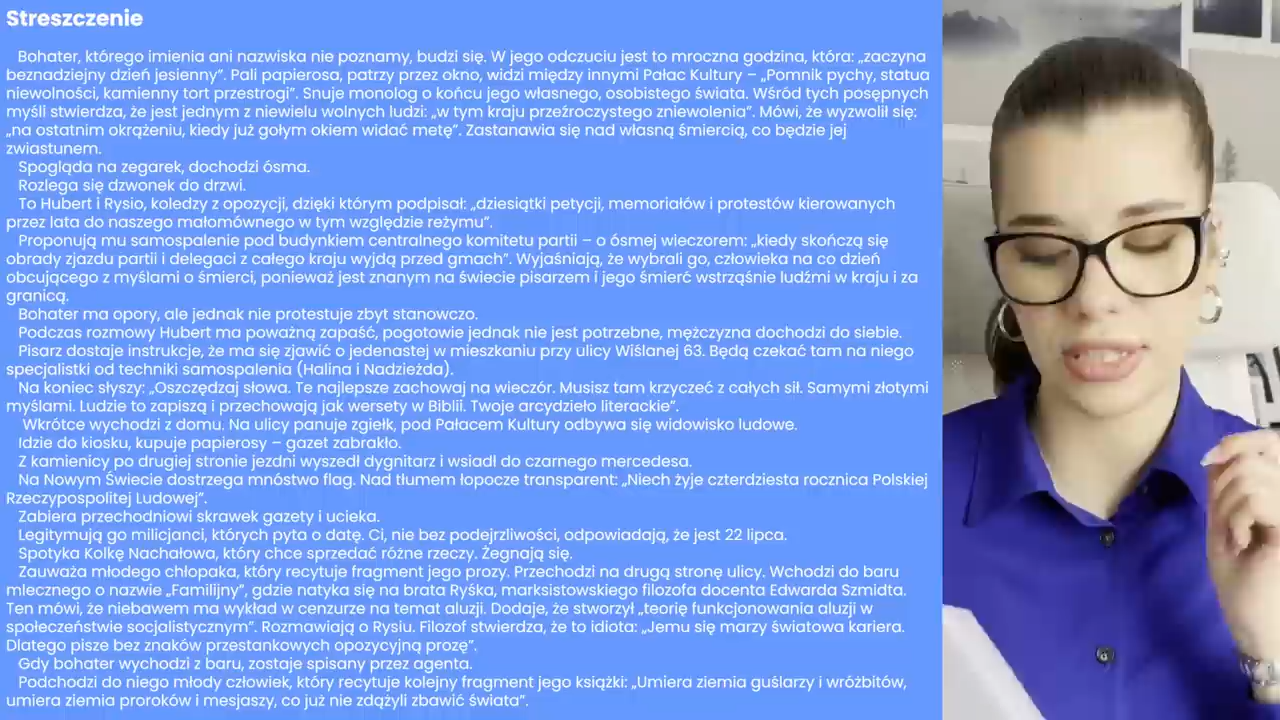 Streszczenie
Bohater, którego imienia ani nazwiska nie poznamy, budzi się. W jego odczuciu jest to mroczna godzina, która: „zaczyna
beznadziejny dzień jesienny”. Pali papierosa, patrzy przez okno, widzi między innymi Pałac Kultury – „Pomnik pychy, statua
niewolności, kamienny tort przestrogi”. Snuje monolog o końcu jego własnego, osobistego świata. Wśród tych posępnych
myśli stwierdza, że jest jednym z niewielu wolnych ludzi: „w tym kraju przeźroczystego zniewolenia”. Mówi, że wyzwolił się:
„na ostatnim okrążeniu, kiedy już gołym okiem widać metę”. Zastanawia się nad własną śmiercią, co będzie jej
zwiastunem.
Spogląda na zegarek, dochodzi ósma.
Rozlega się dzwonek do drzwi.
To Hubert i Rysio, koledzy z opozycji, dzięki którym podpisał: „dziesiątki petycji, memoriałów i protestów kierowanych
przez lata do naszego małomównego w tym względzie reżymu”.
Proponują mu samospalenie pod budynkiem centralnego komitetu partii – o ósmej wieczorem: „kiedy skończą się
obrady zjazdu partii i delegaci z całego kraju wyjdą przed gmach”. Wyjaśniają, że wybrali go, człowieka na co dzień
obcującego z myślami o śmierci, ponieważ jest znanym na świecie pisarzem i jego śmierć wstrząśnie ludźmi w kraju i za
granicą.
Bohater ma opory, ale jednak nie protestuje zbyt stanowczo.
Podczas rozmowy Hubert ma poważną zapaść, pogotowie jednak nie jest potrzebne, mężczyzna dochodzi do siebie.
Pisarz dostaje instrukcje, że ma się zjawić o jedenastej w mieszkaniu przy ulicy Wiślanej 63. Będą czekać tam na niego
specjalistki od techniki samospalenia (Halina i Nadzieżda).
Na koniec słyszy: „Oszczędzaj słowa. Te najlepsze zachowaj na wieczór. Musisz tam krzyczeć z całych sił. Samymi złotymi
myślami. Ludzie to zapiszą i przechowają jak wersety w Biblii. Twoje arcydzieło literackie”.
Wkrótce wychodzi z domu. Na ulicy panuje zgiełk, pod Pałacem Kultury odbywa się widowisko ludowe.
Idzie do kiosku, kupuje papierosy – gazet zabrakło.
Z kamienicy po drugiej stronie jezdni wyszedł dygnitarz i wsiadł do czarnego mercedesa.
Na Nowym Świecie dostrzega mnóstwo flag. Nad tłumem łopocze transparent: „Niech żyje czterdziesta rocznica Polskiej
Rzeczypospolitej Ludowej”.
Zabiera przechodniowi skrawek gazety i ucieka.
Legitymują go milicjanci, których pyta o datę. Ci, nie bez podejrzliwości, odpowiadają, że jest 22 lipca.
Spotyka Kolkę Nachałowa, który chce sprzedać różne rzeczy. Żegnają się.
Zauważa młodego chłopaka, który recytuje fragment jego prozy. Przechodzi na drugą stronę ulicy. Wchodzi do baru
mlecznego o nazwie „Familijny”, gdzie natyka się na brata Ryśka, marksistowskiego filozofa docenta Edwarda Szmidta.
Ten mówi, że niebawem ma wykład w cenzurze na temat aluzji. Dodaje, że stworzył „teorię funkcjonowania aluzji w
społeczeństwie socjalistycznym”. Rozmawiają o Rysiu. Filozof stwierdza, że to idiota: „Jemu się marzy światowa kariera.
Dlatego pisze bez znaków przestankowych opozycyjną prozę”.
Gdy bohater wychodzi z baru, zostaje spisany przez agenta.
Podchodzi do niego młody człowiek, który recytuje kolejny fragment jego książki: „Umiera ziemia guślarzy i wróżbitów,
umiera ziemia proroków i mesjaszy, co już nie zdążyli zbawić świata”.